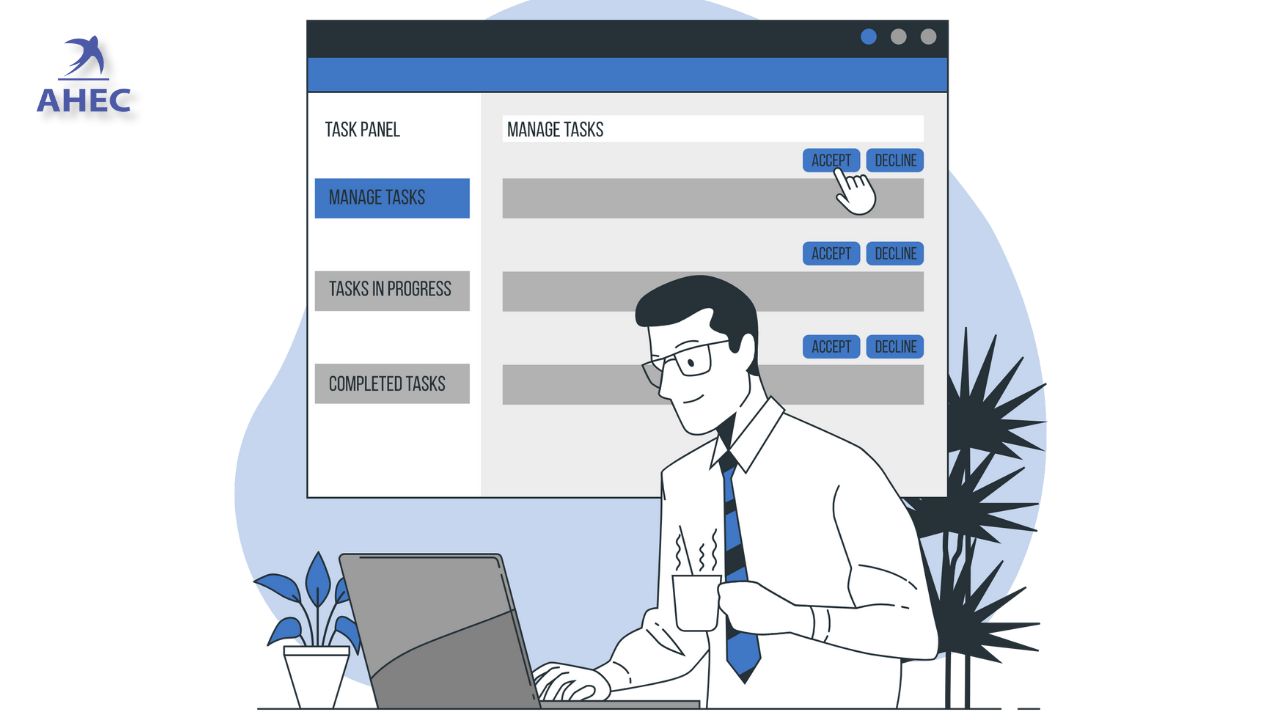 AHEC
TASK PANEL
MANAGE TASKS
TASKS IN PROGRESS
COMPLETED TASKS
MANAGE TASKS
ACCEPT DECLINE
ACCEPT DECLINE
ACCEPT DECLINE